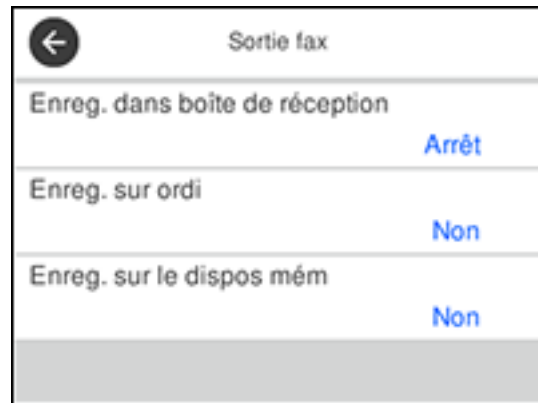 Sortie fax
Enreg. dans boîte de réception
Arrêt
Enreg. sur ordi
Non
Enreg. sur le dispos mém
Non